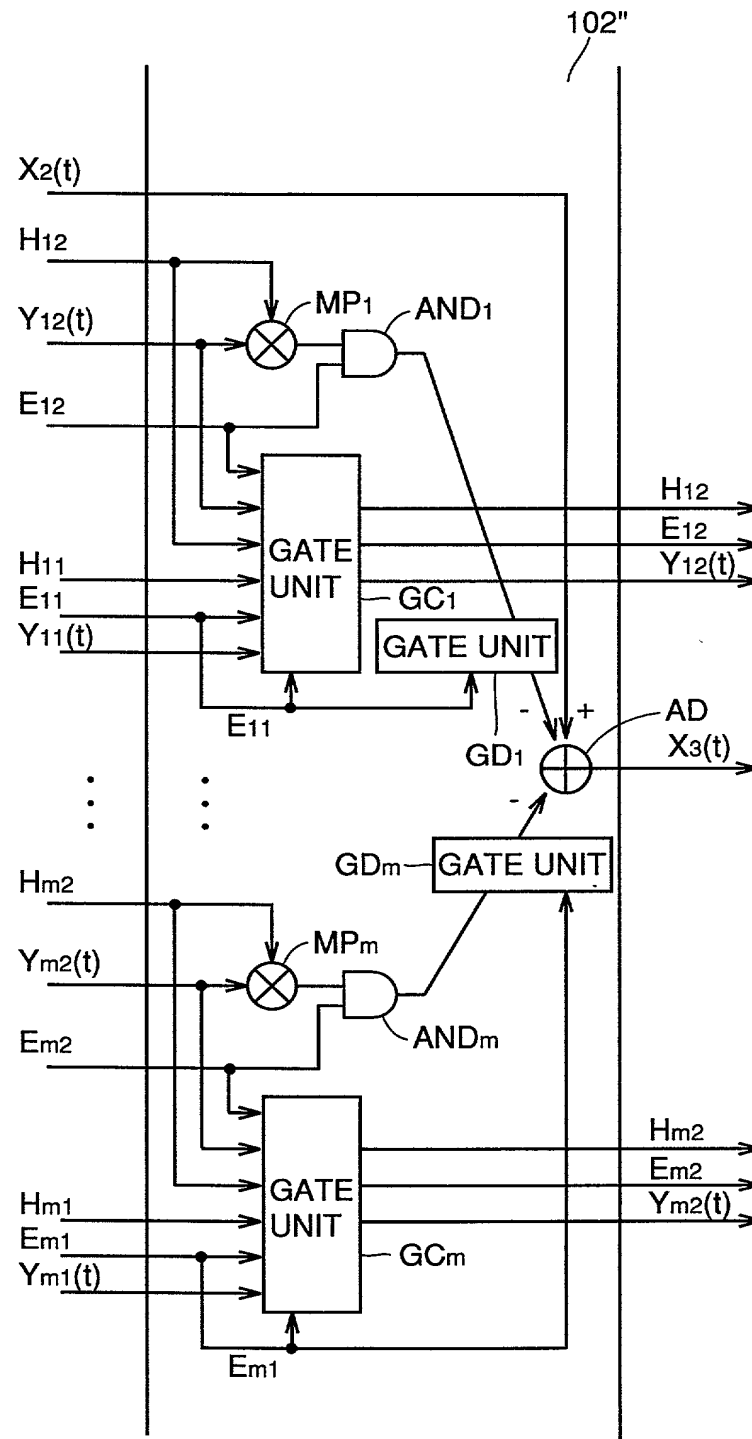 102"
X2(t)
H12
MP1
AND1
Y12(t)
E12
H12
E12
GATE
UNIT
Y12(t)
H11
E11
GC1
Y11(t)
GATE UNIT
E11
GD1
-
+
AD
X3(t)
-
GDm
GATE UNIT
Hm2
MPm
Ym2(t)
ANDm
Em2
Hm2
Em2
GATE
UNIT
Ym2(t)
Hm1
Em1
GCm
Ym1(t)
Em1